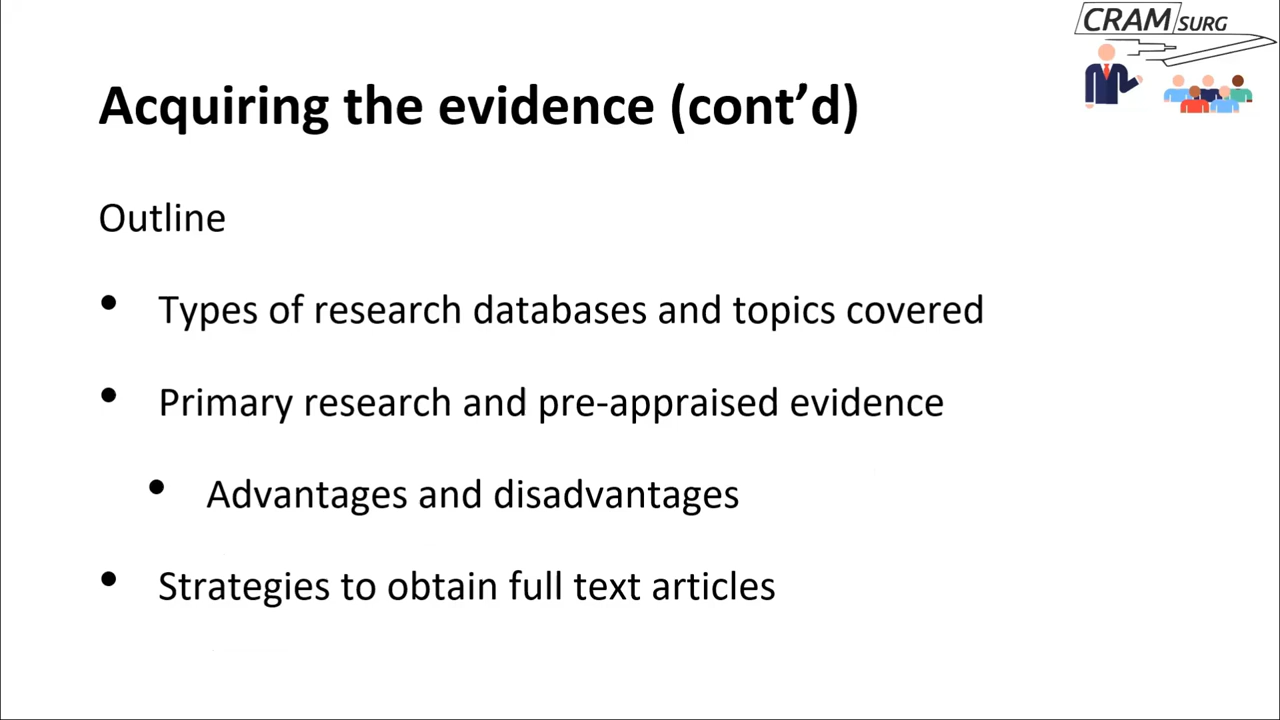 CRAM SURG
Acquiring the evidence (cont’d)
Outline
• Types of research databases and topics covered
• Primary research and pre-appraised evidence
• Advantages and disadvantages
• Strategies to obtain full text articles